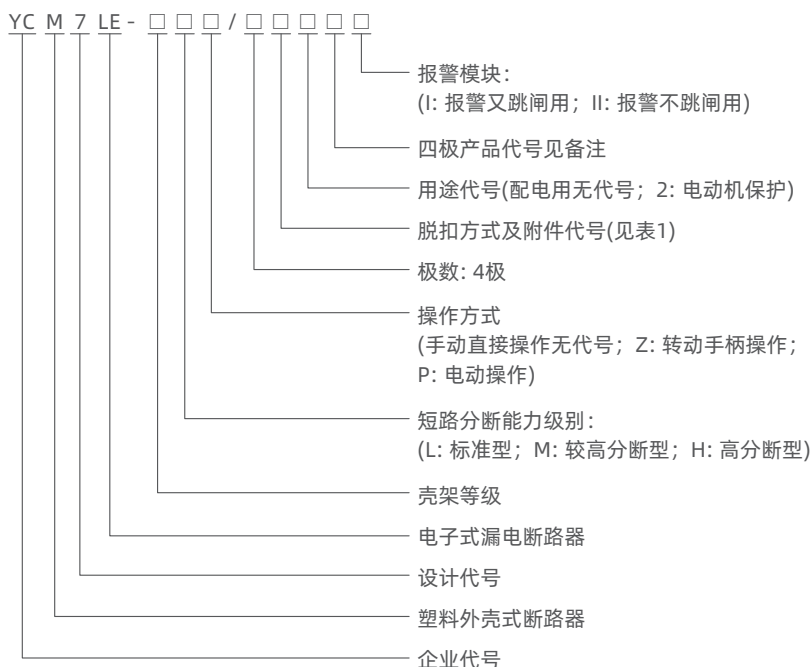 YC M 7 LE - □ □ □ / □ □ □ □ □
报警模块：
(I: 报警又跳闸用；II: 报警不跳闸用)
四极产品代号见备注
用途代号(配电用无代号；2: 电动机保护)
脱扣方式及附件代号(见表1)
极数: 4极
操作方式
(手动直接操作无代号；Z: 转动手柄操作；
P: 电动操作)
短路分断能力级别：
(L: 标准型；M: 较高分断型；H: 高分断型)
壳架等级
电子式漏电断路器
设计代号
塑料外壳式断路器
企业代号